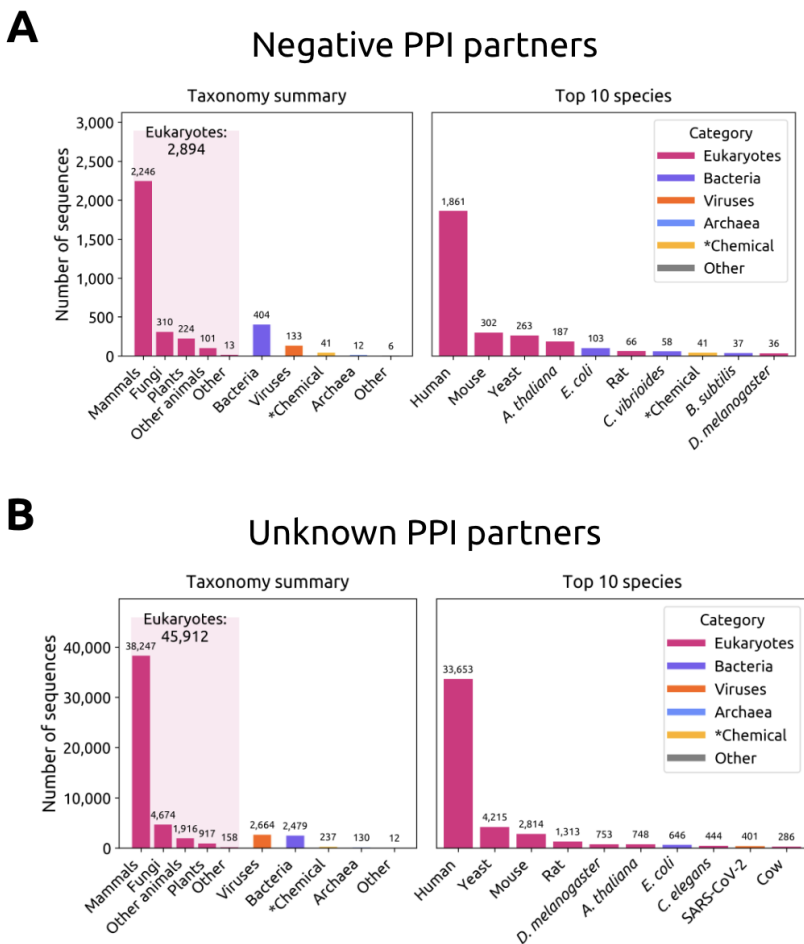 A
Negative PPI partners
Taxonomy summary
Top 10 species
Number of sequences
3,000
2,500
2,000
1,500
1,000
500
0
Eukaryotes:
2,894
2,246
310
224
101
13
404
133
41
12
6
Mammals
Fungi
Plants
Other animals
Other
Bacteria
Viruses
*Chemical
Archaea
Other
Category
Eukaryotes
Bacteria
Viruses
Archaea
*Chemical
Other
1,861
302
263
187
103
66
58
41
37
36
Human
Mouse
Yeast
A. thaliana
E. coli
Rat
C. vibrioides
*Chemical
B. subtilis
D. melanogaster
B
Unknown PPI partners
Taxonomy summary
Top 10 species
Number of sequences
40,000
30,000
20,000
10,000
0
Eukaryotes:
45,912
38,247
4,674
1,916
917
158
2,664
2,479
237
130
12
Mammals
Fungi
Other animals
Plants
Other
Viruses
Bacteria
*Chemical
Archaea
Other
Category
Eukaryotes
Bacteria
Viruses
Archaea
*Chemical
Other
33,653
4,215
2,814
1,313
753
748
646
444
401
286
Human
Yeast
Mouse
Rat
D. melanogaster
A. thaliana
E. coli
C. elegans
SARS-CoV-2
Cow